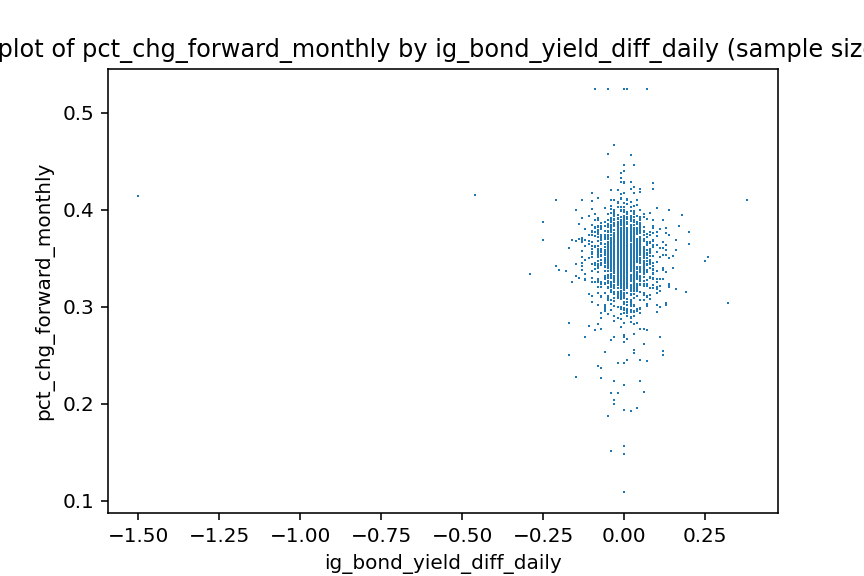 plot of pct_chg_forward_monthly by ig_bond_yield_diff_daily (sample
0.5
0.4
0.3
0.2
0.1
pct_chg_forward_monthly
−1.50 −1.25 −1.00 −0.75 −0.50 −0.25 0.00 0.25
ig_bond_yield_diff_daily